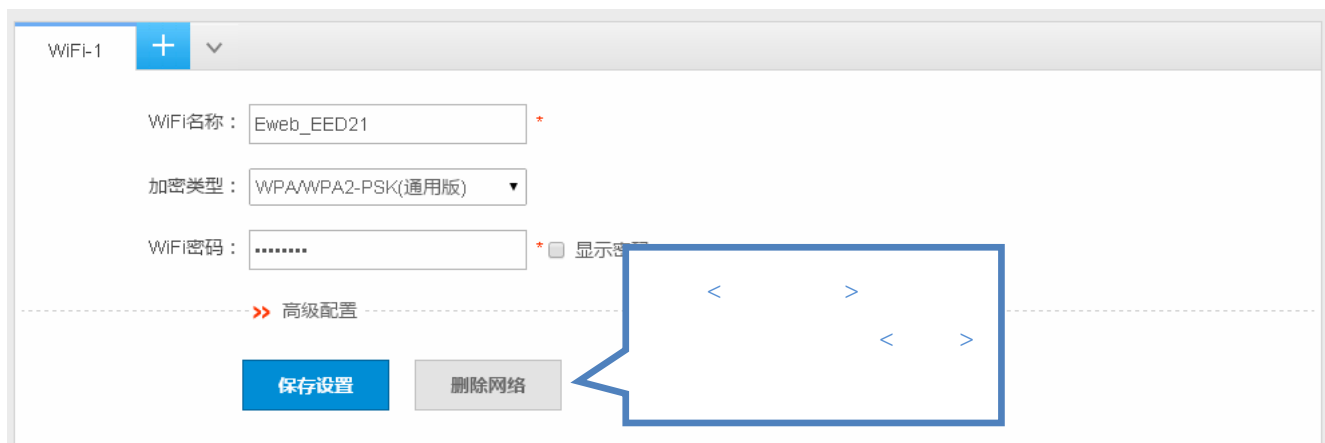 WiFi-1
WiFi名称：Eweb_EED21 *
加密类型：WPA/WPA2-PSK(通用版)
WiFi密码：•••••••• * 显示密码
< >
高级配置
< >
保存设置 删除网络